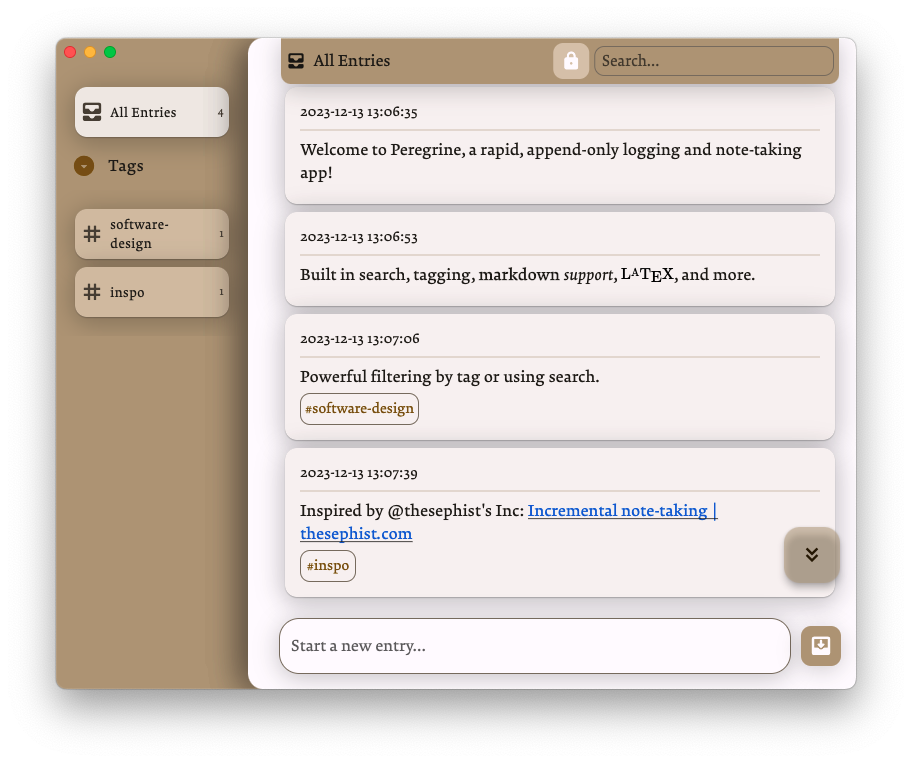 All Entries
Search...
All Entries 4
Tags
software-
design 1
inspo 1
2023-12-13 13:06:35
Welcome to Peregrine, a rapid, append-only logging and note-taking
app!
2023-12-13 13:06:53
Built in search, tagging, markdown support, LATEX, and more.
2023-12-13 13:07:06
Powerful filtering by tag or using search.
#software-design
2023-12-13 13:07:39
Inspired by @thesephist's Inc: Incremental note-taking |
thesephist.com
#inspo
Start a new entry...